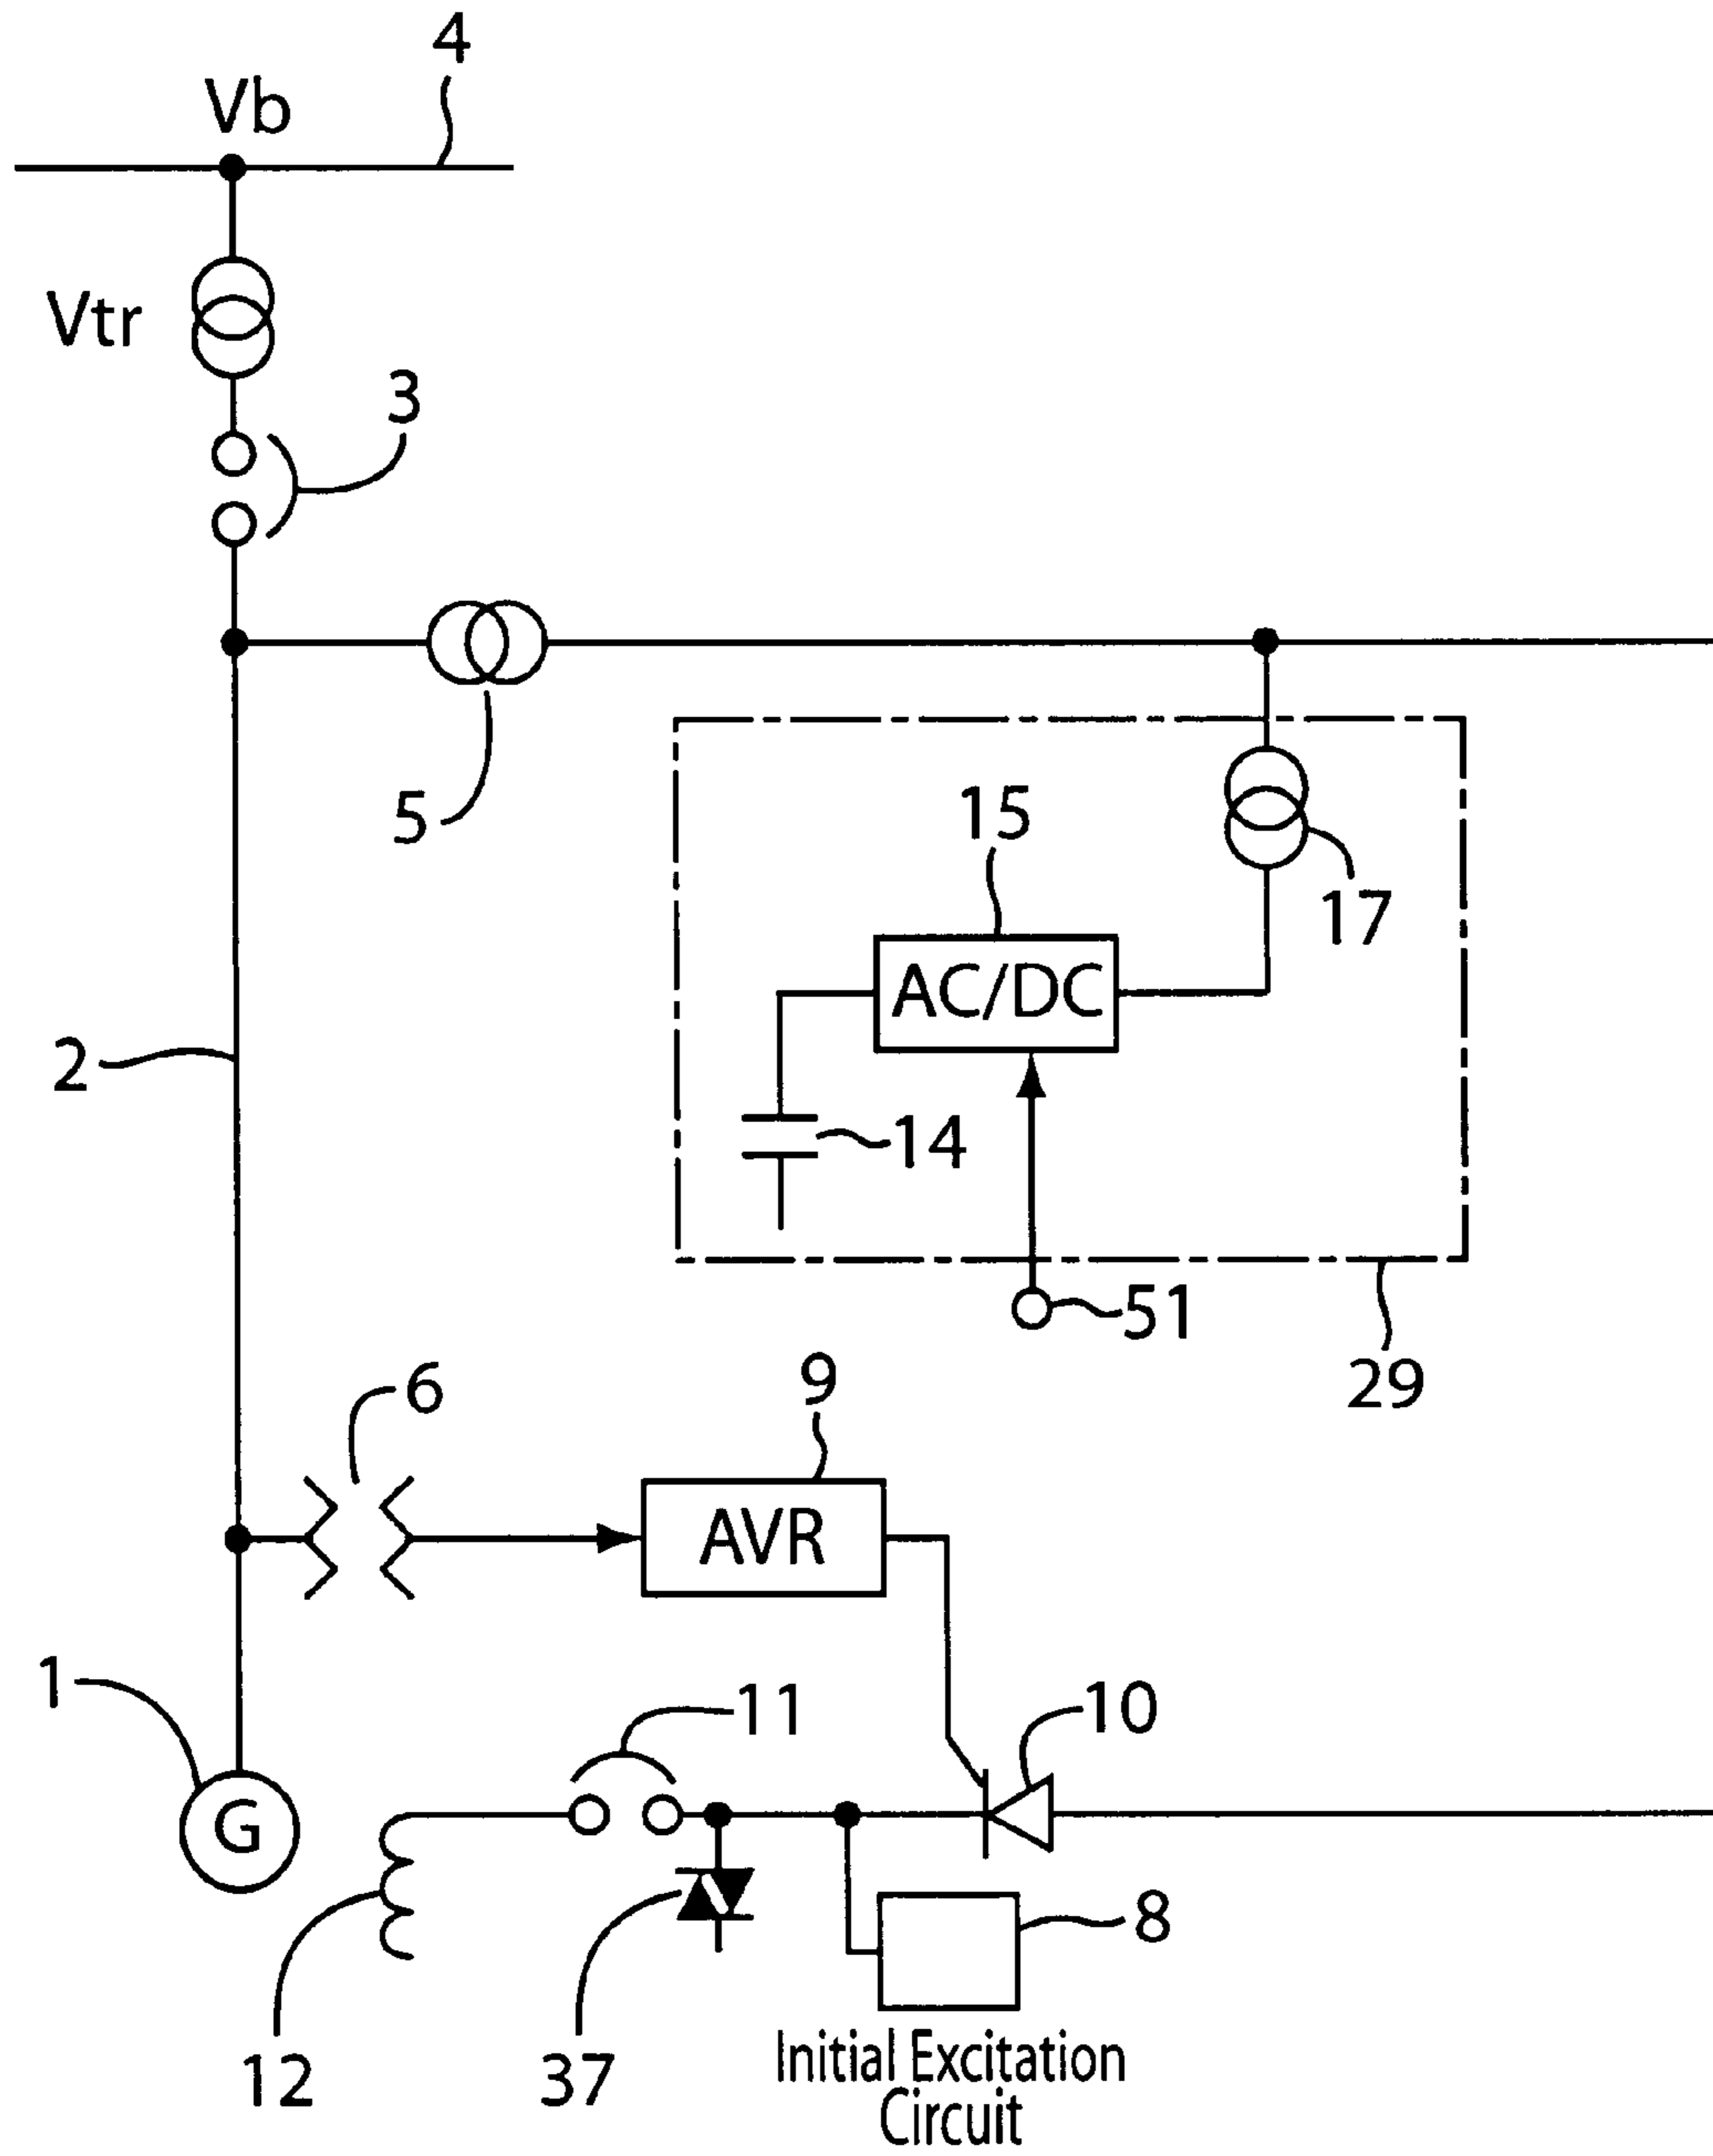 4
Vb
Vtr
3
5
15
17
AC/DC
2
14
51
29
6
9
AVR
1
11
10
G
8
12
37
Initial Excitation
Circuit